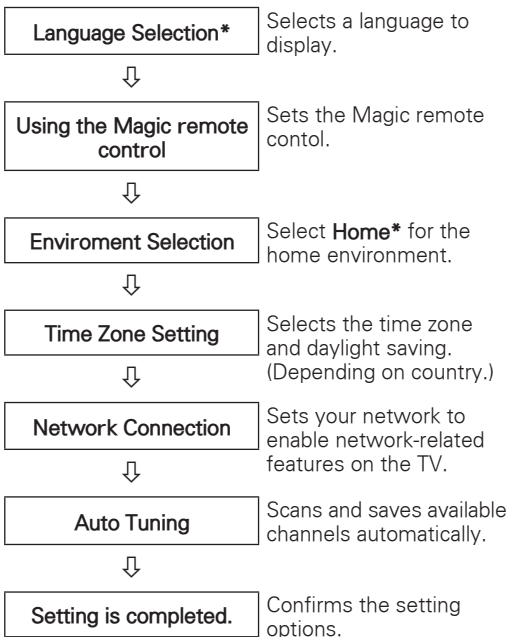 Language Selection*
Selects a language to
display.
Using the Magic remote
control
Sets the Magic remote
contol.
Enviroment Selection
Select Home* for the
home environment.
Time Zone Setting
Selects the time zone
and daylight saving.
(Depending on country.)
Network Connection
Sets your network to
enable network-related
features on the TV.
Auto Tuning
Scans and saves available
channels automatically.
Setting is completed.
Confirms the setting
options.